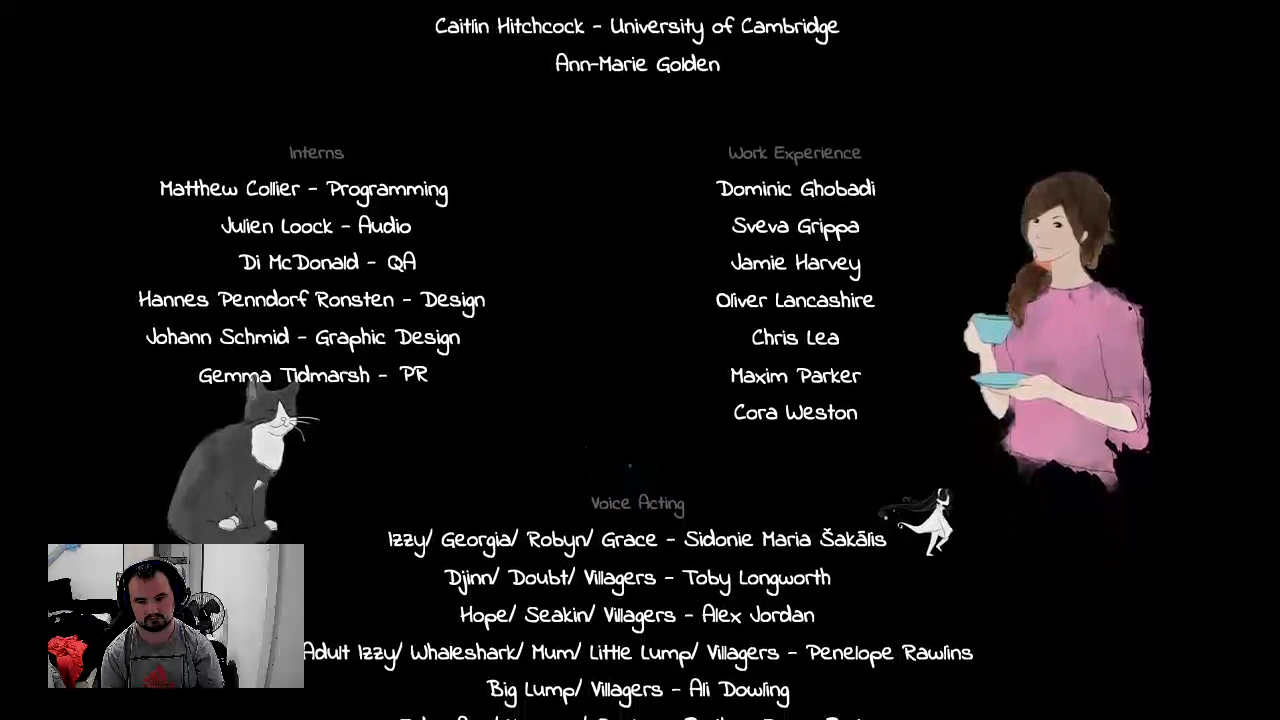 Caitlin Hitchcock - University of Cambridge
Ann-Marie Golden
Interns
Matthew Collier - Programming
Julien Loock - Audio
Di McDonald - QA
Hannes Penndorf Ronsten - Design
Johann Schmid - Graphic Design
Gemma Tidmarsh - PR
Work Experience
Dominic Ghobadi
Sveva Grippa
Jamie Harvey
Oliver Lancashire
Chris Lea
Maxim Parker
Cora Weston
Voice Acting
Izzy/ Georgia/ Robyn/ Grace - Sidonie Maria Šakālis
Djinn/ Doubt/ Villagers - Toby Longworth
Hope/ Seakin/ Villagers - Alex Jordan
Adult Izzy/ Whaleshark/ Mum/ Little Lump/ Villagers - Penelope Rawlins
Big Lump/ Villagers - Ali Dowling